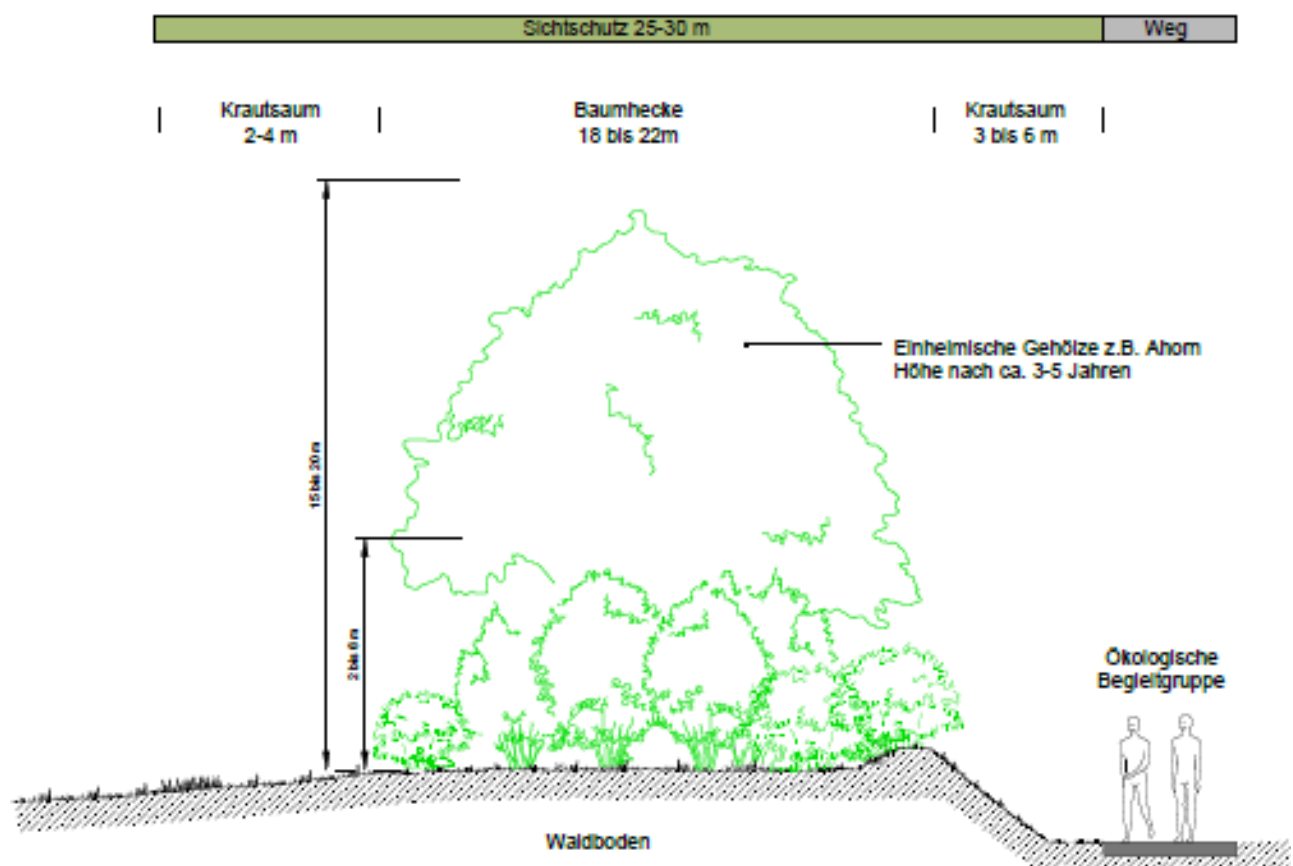 Sichtschutz 25-30 m
Weg
Krautsaum
2-4 m
Baumhecke
18 bis 22m
Krautsaum
3 bis 6 m
Einheimische Gehölze z.B. Ahorn
Höhe nach ca. 3-5 Jahren
15 bis 20 m
2 bis 6 m
Ökologische
Begleitgruppe
Waldboden